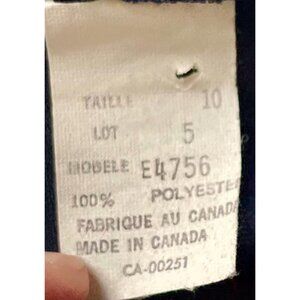 TAILLE 10
LOT 5
MODELE E4756
100% POLYESTE
FABRIQUE AU CANADA
MADE IN CANADA
CA-00251